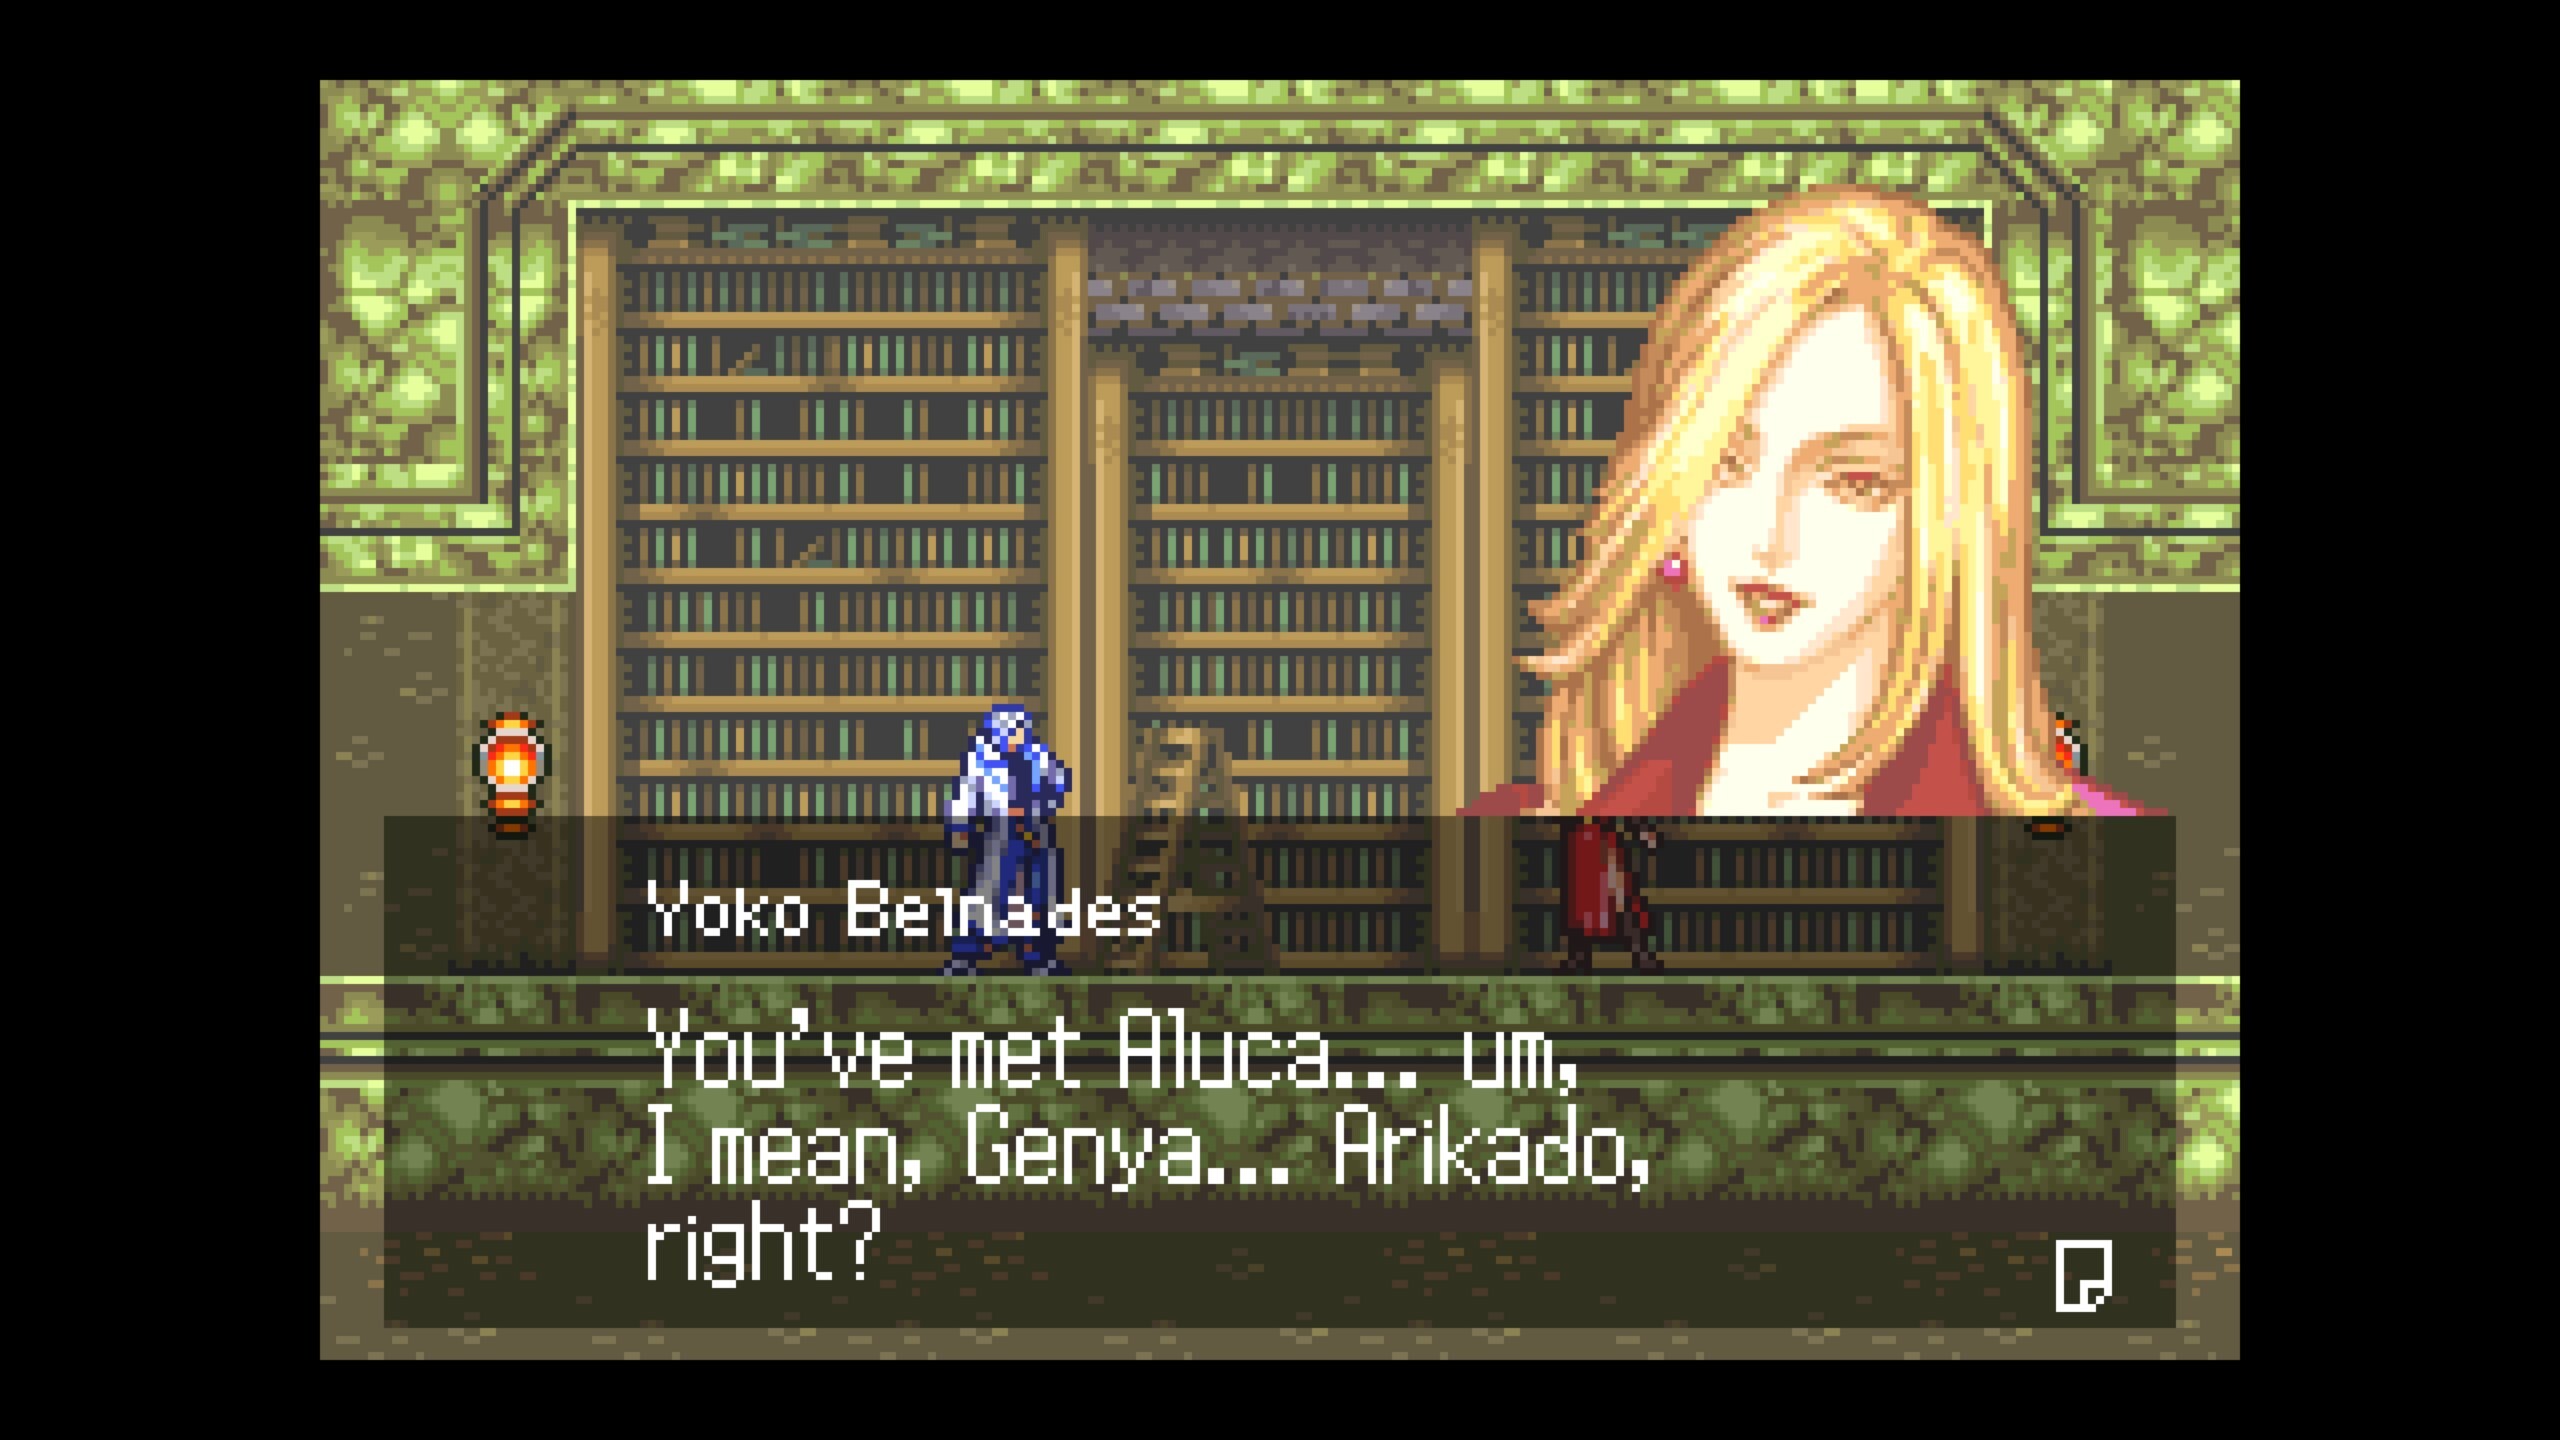 Yoko Belnades
You've met Aluca... um,
I mean, Genya... Arikado,
right?